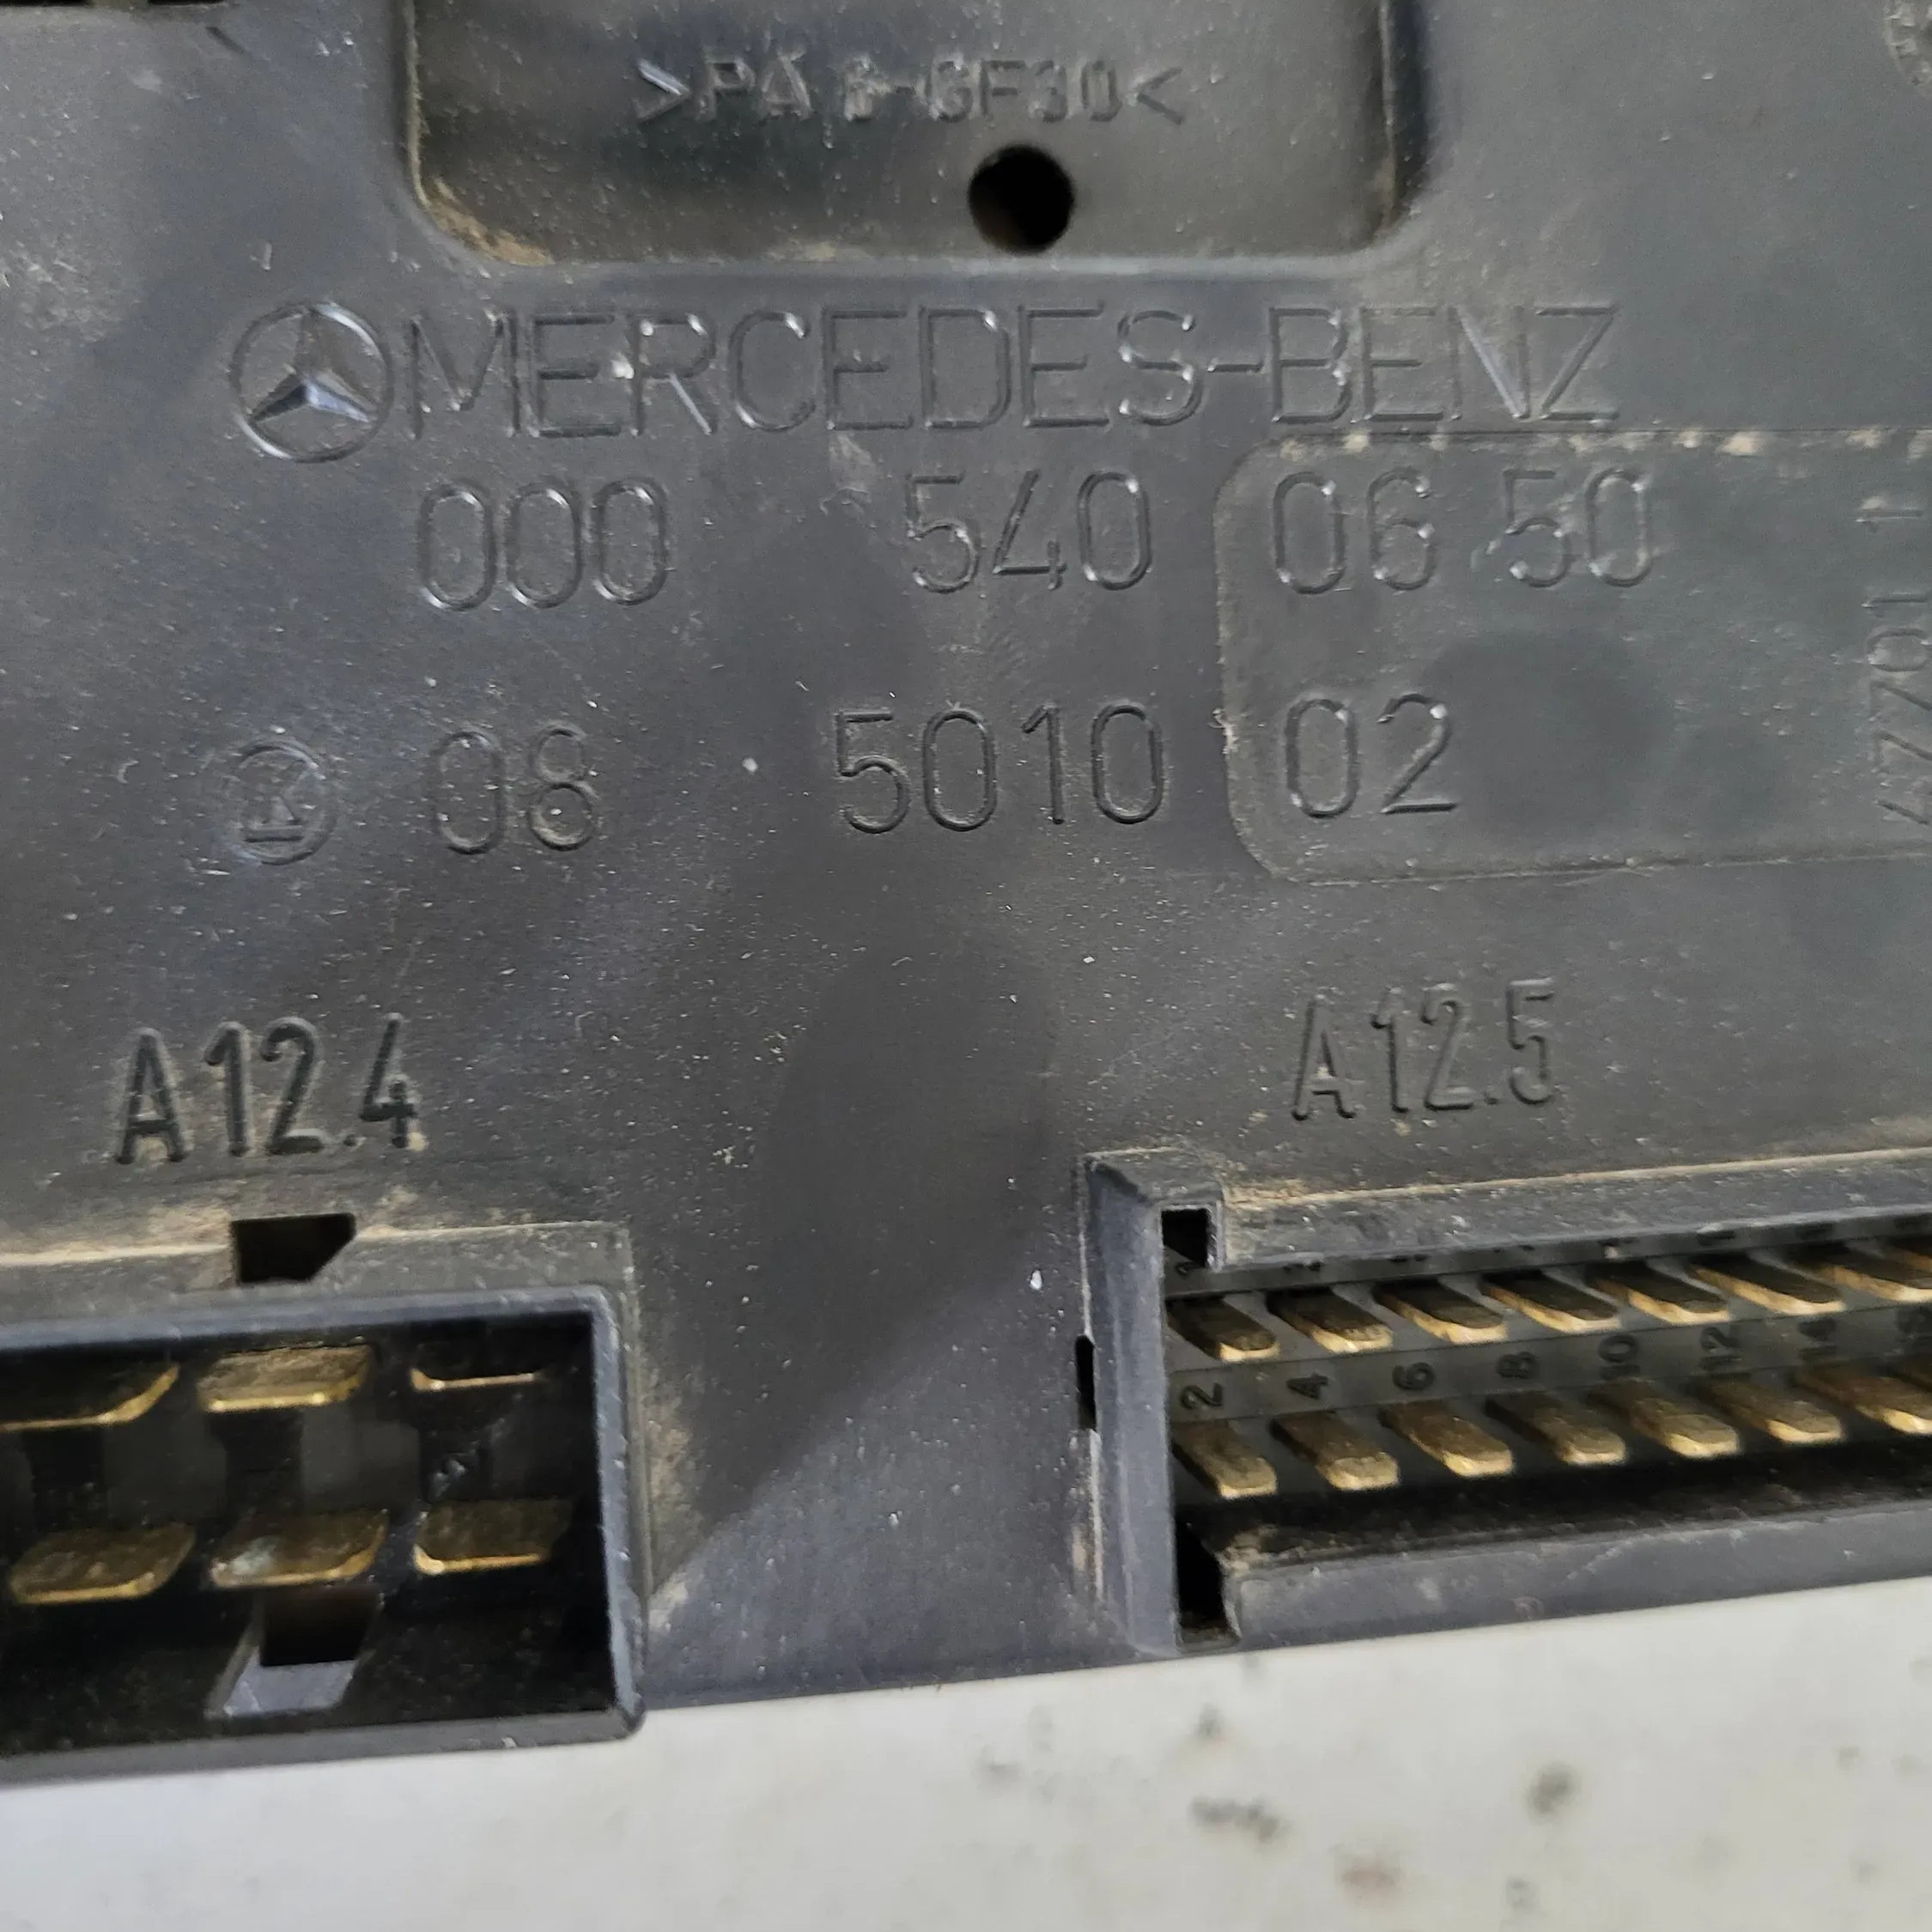 >PA 6-GF30<
MERCEDES-BENZ
000 540 06 50
K 08 5010 02
A12.4
A12.5
2 4 6 8 10 12 14